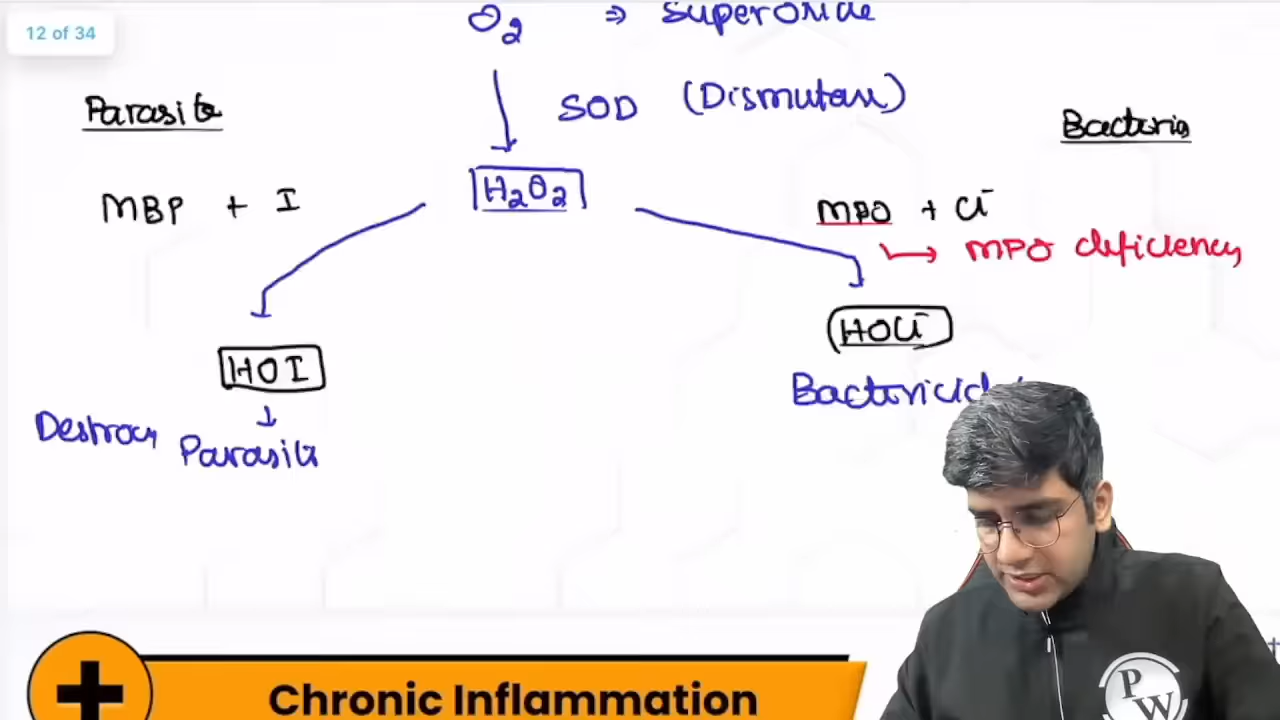 12 of 34
O2 ⇒ Superoxide
SOD (Dismutase)
Parasite
Bacteria
H2O2
MBP + I
MPO + Cl-
→ MPO deficiency
HOI
HOCl-
Destroy Parasite
Chronic Inflammation
P
W